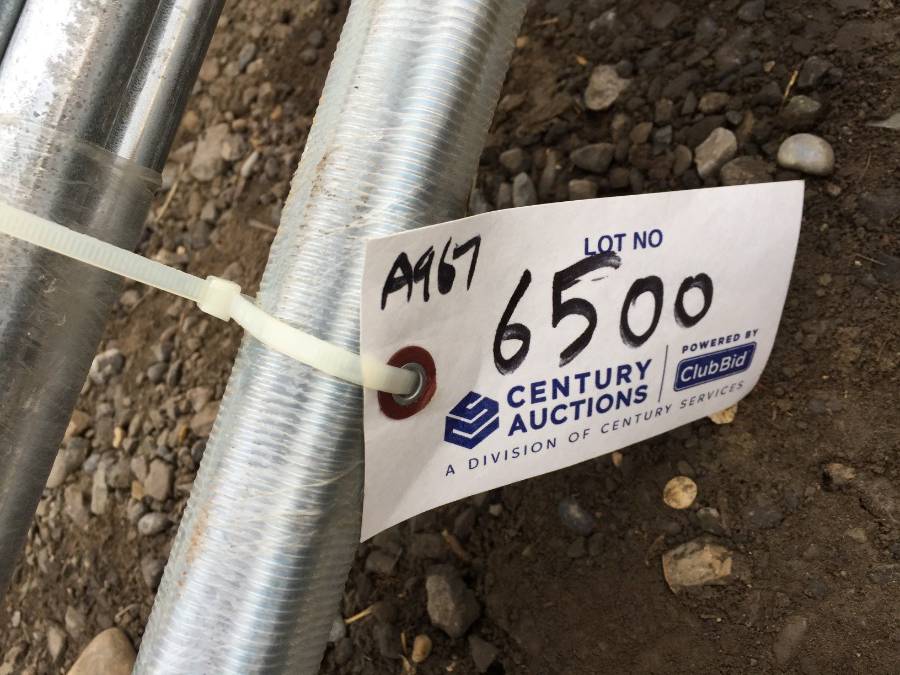 LOT NO
A967
6500
CENTURY AUCTIONS
POWERED BY
ClubBid
A DIVISION OF CENTURY SERVICES